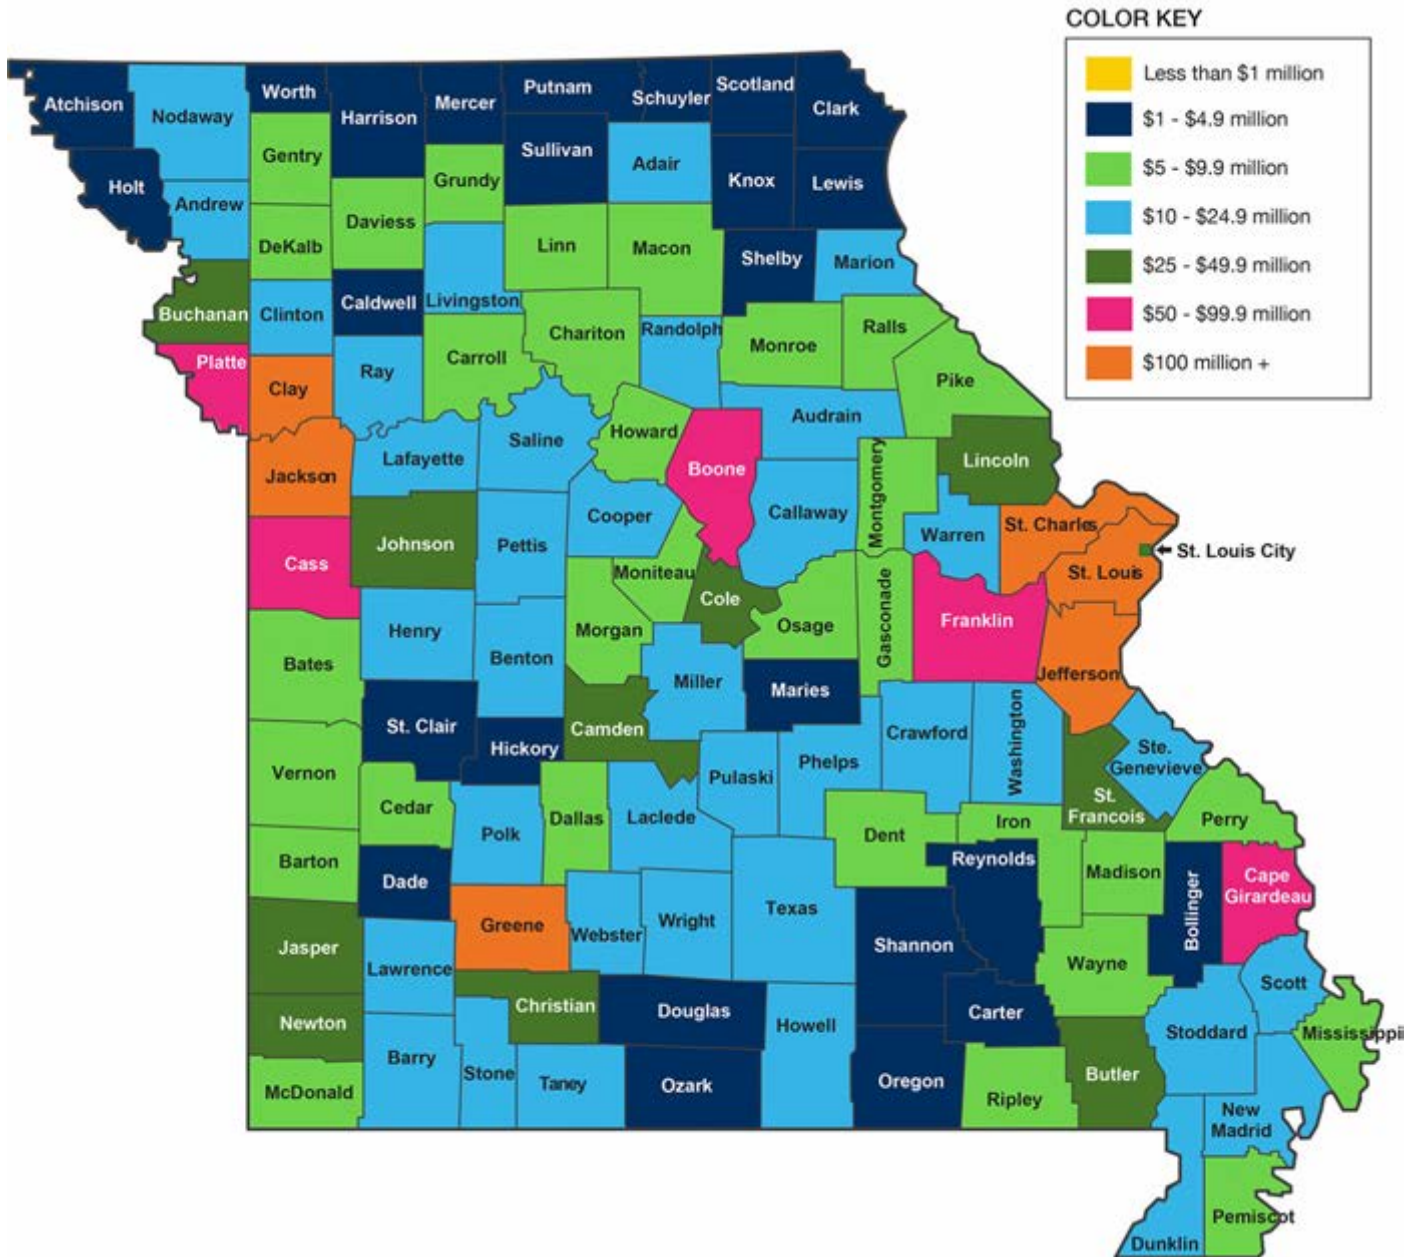 COLOR KEY
Less than $1 million
$1 - $4.9 million
$5 - $9.9 million
$10 - $24.9 million
$25 - $49.9 million
$50 - $99.9 million
$100 million +
Atchison
Nodaway
Worth
Harrison
Mercer
Putnam
Schuyler
Scotland
Clark
Gentry
Sullivan
Adair
Holt
Andrew
Grundy
Knox
Lewis
DeKalb
Daviess
Linn
Macon
Shelby
Marion
Buchanan
Clinton
Caldwell
Livingston
Chariton
Randolph
Monroe
Ralls
Platte
Clay
Ray
Carroll
Pike
Audrain
Jackson
Lafayette
Saline
Howard
Boone
Lincoln
Cooper
Callaway
Montgomery
Warren
St. Charles
St. Louis City
St. Louis
Cass
Johnson
Pettis
Moniteau
Cole
Osage
Gasconade
Franklin
Henry
Benton
Morgan
Bates
Miller
Maries
Jefferson
St. Clair
Hickory
Camden
Crawford
Washington
Ste.
Genevieve
Vernon
Cedar
Polk
Dallas
Laclede
Pulaski
Phelps
Dent
Iron
St.
Francois
Perry
Barton
Dade
Reynolds
Madison
Bollinger
Cape
Girardeau
Jasper
Greene
Webster
Wright
Texas
Shannon
Wayne
Lawrence
Scott
Newton
Christian
Douglas
Howell
Carter
Stoddard
Mississippi
McDonald
Barry
Stone
Taney
Ozark
Oregon
Ripley
Butler
New
Madrid
Pemiscot
Dunklin